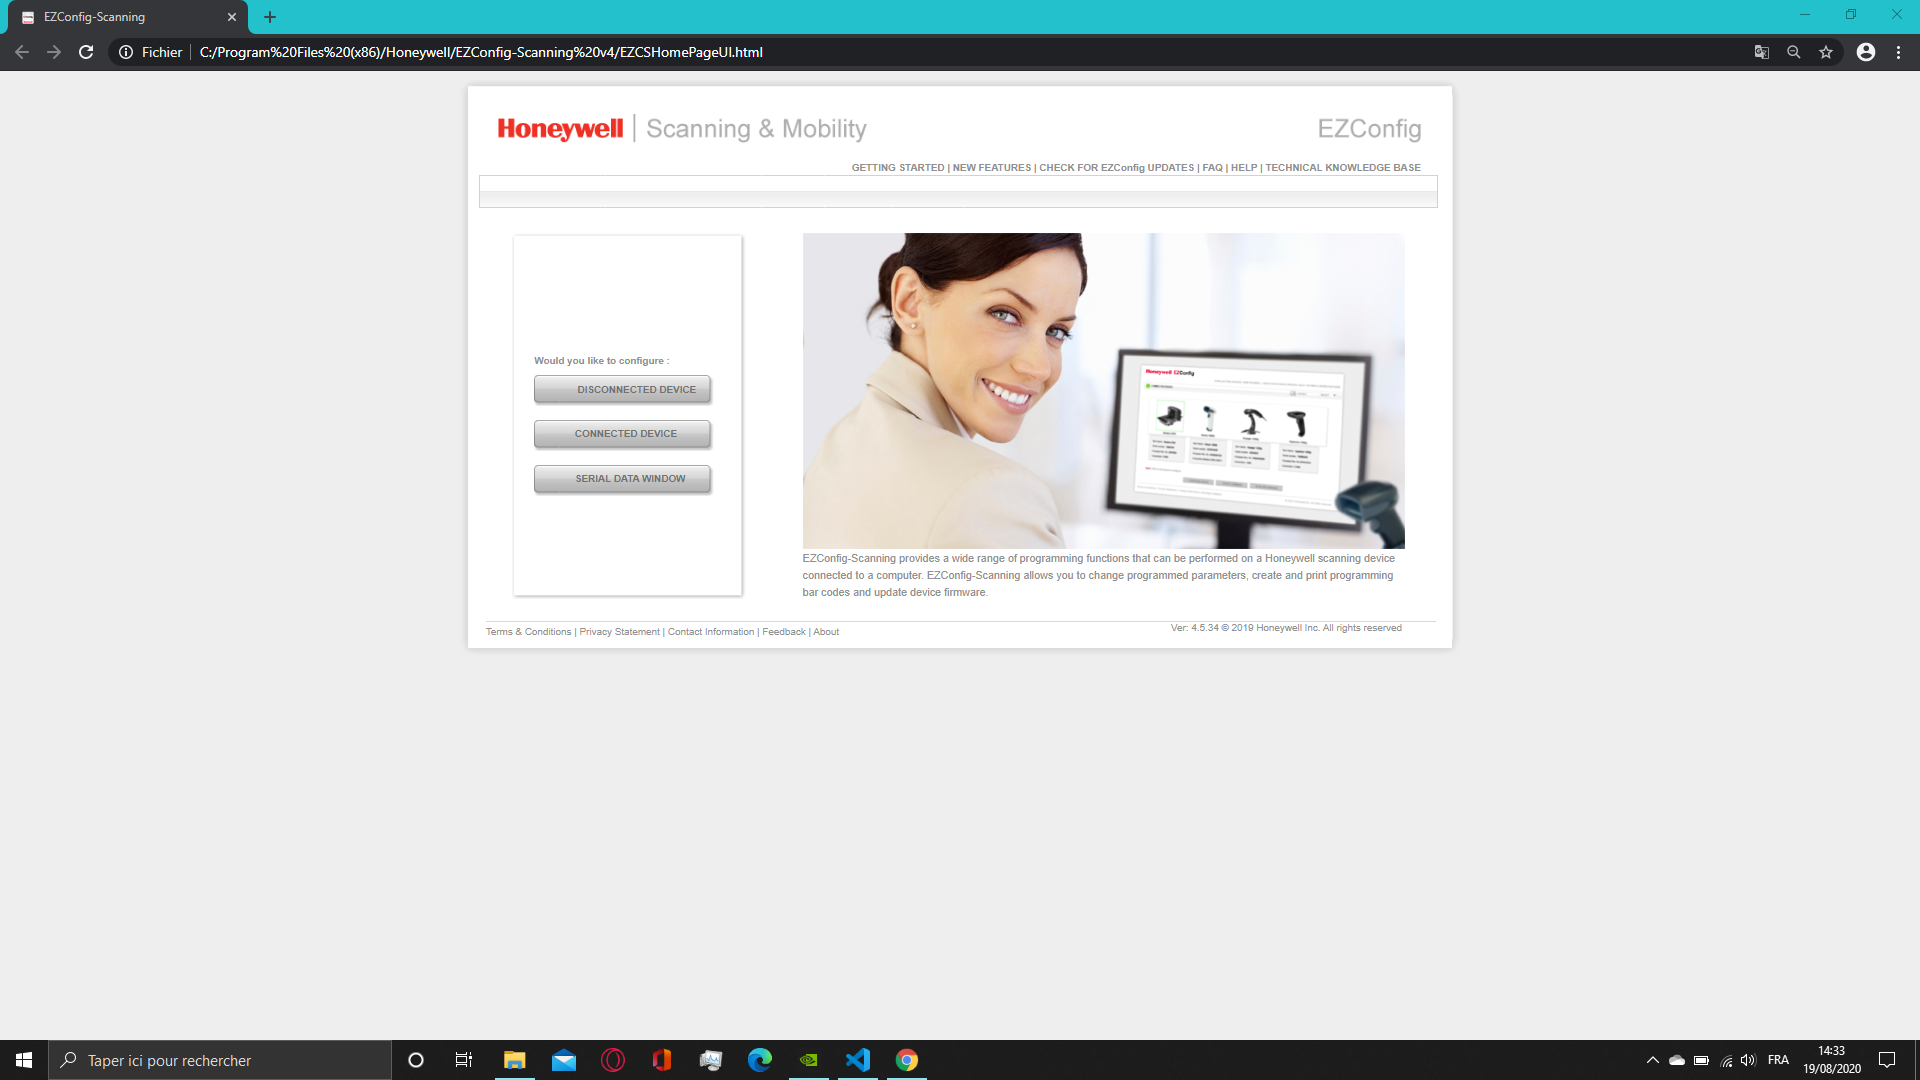 EZConfig-Scanning
Fichier
C:/Program%20Files%20(x86)/Honeywell/EZConfig-Scanning%20v4/EZCSHomePageUI.html
Honeywell | Scanning & Mobility
EZConfig
GETTING STARTED | NEW FEATURES | CHECK FOR EZConfig UPDATES | FAQ | HELP | TECHNICAL KNOWLEDGE BASE
Would you like to configure :
DISCONNECTED DEVICE
CONNECTED DEVICE
SERIAL DATA WINDOW
Honeywell EZConfig
EZConfig-Scanning provides a wide range of programming functions that can be performed on a Honeywell scanning device
connected to a computer. EZConfig-Scanning allows you to change programmed parameters, create and print programming
bar codes and update device firmware.
Terms & Conditions | Privacy Statement | Contact Information | Feedback | About
Ver: 4.5.34 © 2019 Honeywell Inc. All rights reserved
Taper ici pour rechercher
FRA
14:33
19/08/2020